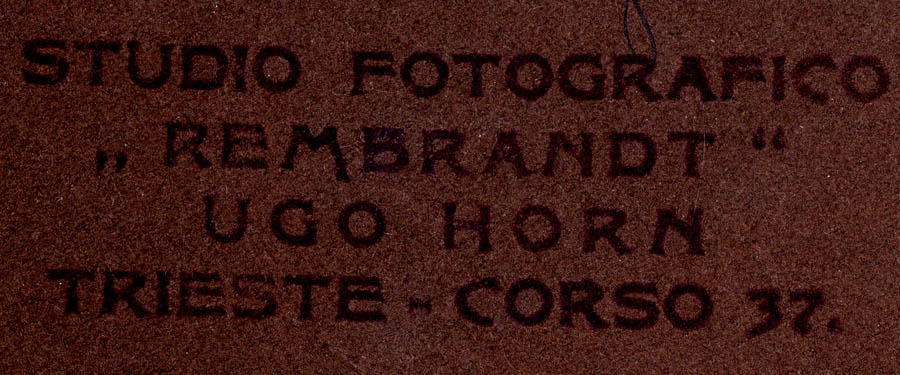 STUDIO FOTOGRAFICO
„ REMBRANDT “
UGO HORN
TRIESTE - CORSO 37.